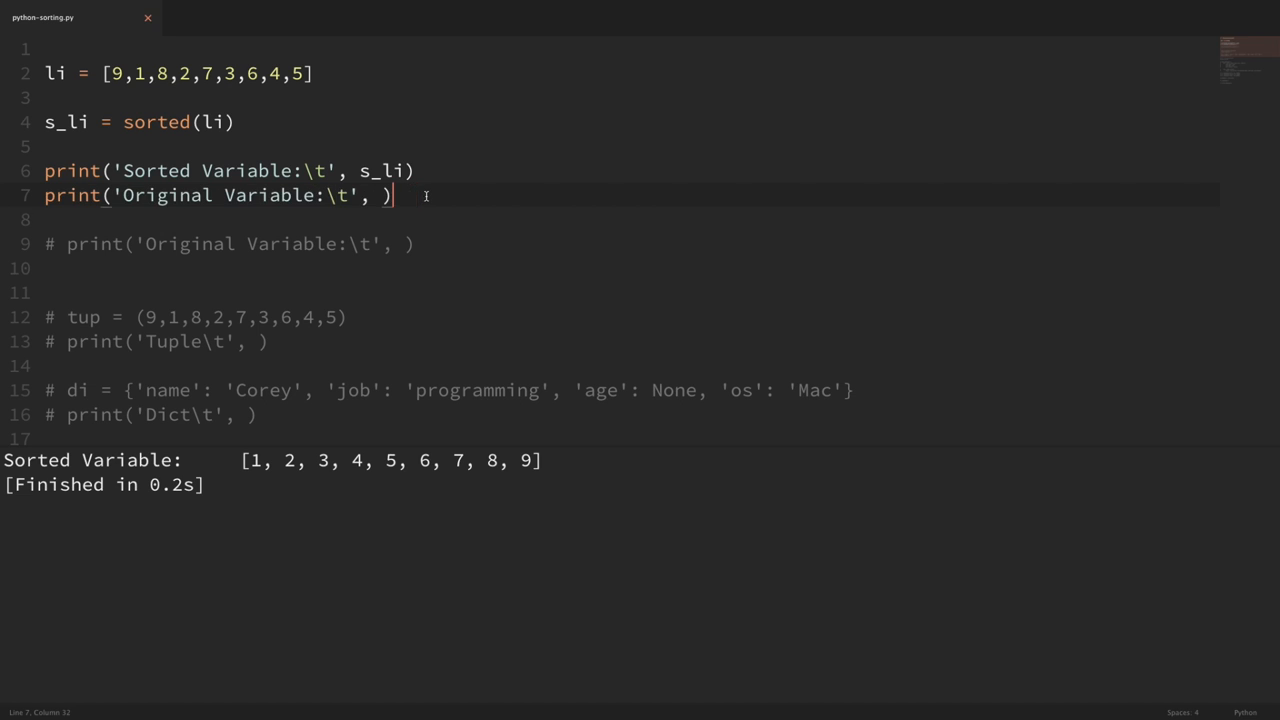 python-sorting.py ×
1
2 li = [9,1,8,2,7,3,6,4,5]
3
4 s_li = sorted(li)
5
6 print('Sorted Variable:\t', s_li)
7 print('Original Variable:\t', )
8
9 # print('Original Variable:\t', )
10
11
12 # tup = (9,1,8,2,7,3,6,4,5)
13 # print('Tuple\t', )
14
15 # di = {'name': 'Corey', 'job': 'programming', 'age': None, 'os': 'Mac'}
16 # print('Dict\t', )
17
Sorted Variable: [1, 2, 3, 4, 5, 6, 7, 8, 9]
[Finished in 0.2s]
Line 7, Column 32 Spaces: 4 Python